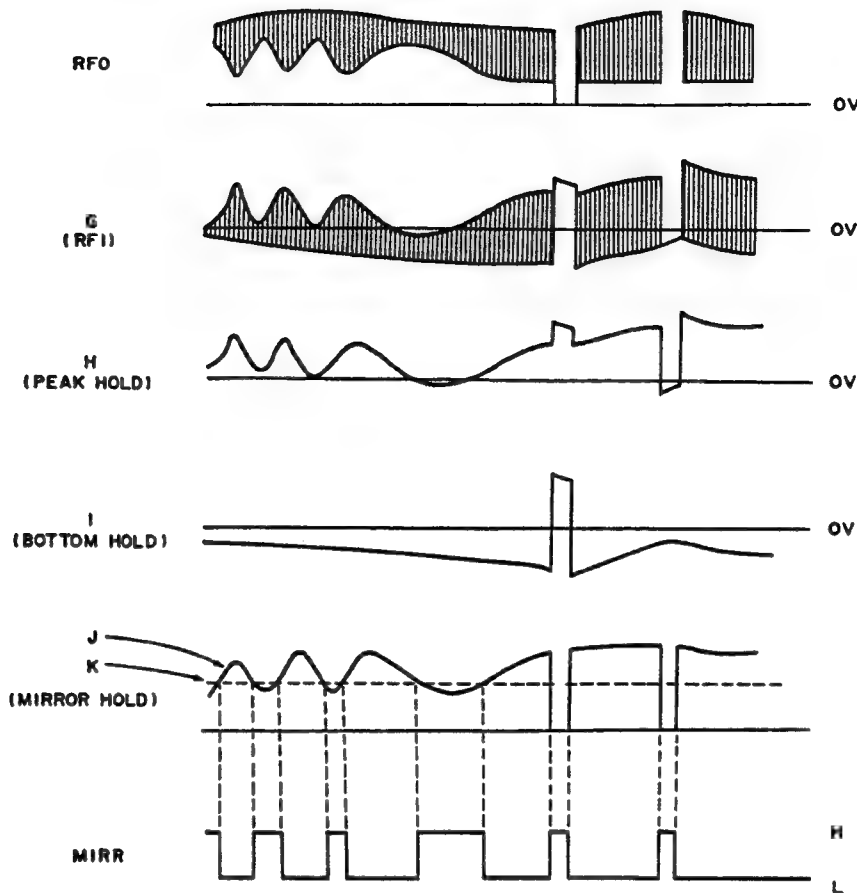 RFO
OV
G
(RFI)
OV
H
(PEAK HOLD)
OV
I
(BOTTOM HOLD)
OV
J
K
(MIRROR HOLD)
H
MIRR
L